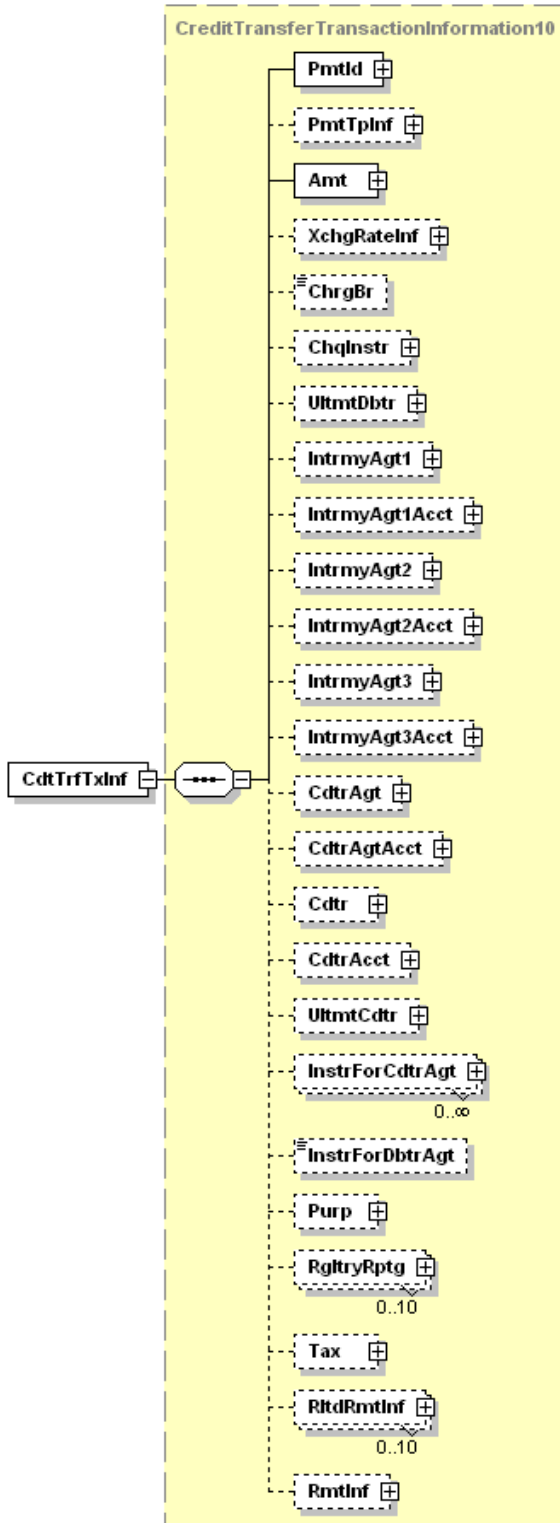 CreditTransferTransactionInformation10
PmtId
PmtTpInf
Amt
XchgRateInf
ChrgBr
ChqInstr
UltmtDbtr
IntrmyAgt1
IntrmyAgt1Acct
IntrmyAgt2
IntrmyAgt2Acct
IntrmyAgt3
IntrmyAgt3Acct
CdtTrfTxInf
CdtrAgt
CdtrAgtAcct
Cdtr
CdtrAcct
UltmtCdtr
InstrForCdtrAgt
0..∞
InstrForDbtrAgt
Purp
RgltryRptg
0..10
Tax
RltdRmtInf
0..10
RmtInf